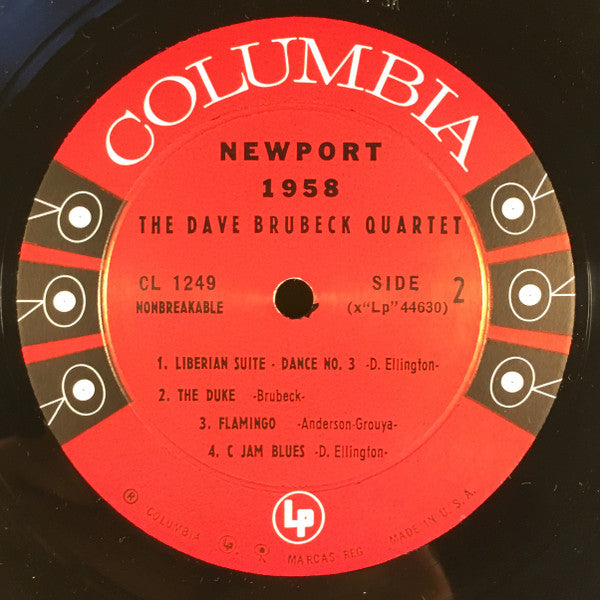 COLUMBIA
NEWPORT
1958
THE DAVE BRUBECK QUARTET
CL 1249 SIDE 2
NONBREAKABLE (x"Lp"44630)
1. LIBERIAN SUITE - DANCE NO. 3 -D. Ellington-
2. THE DUKE -Brubeck-
3. FLAMINGO -Anderson-Grouya-
4. C JAM BLUES -D. Ellington-
Lp
® COLUMBIA Lp MARCAS REG. MADE IN U.S.A.